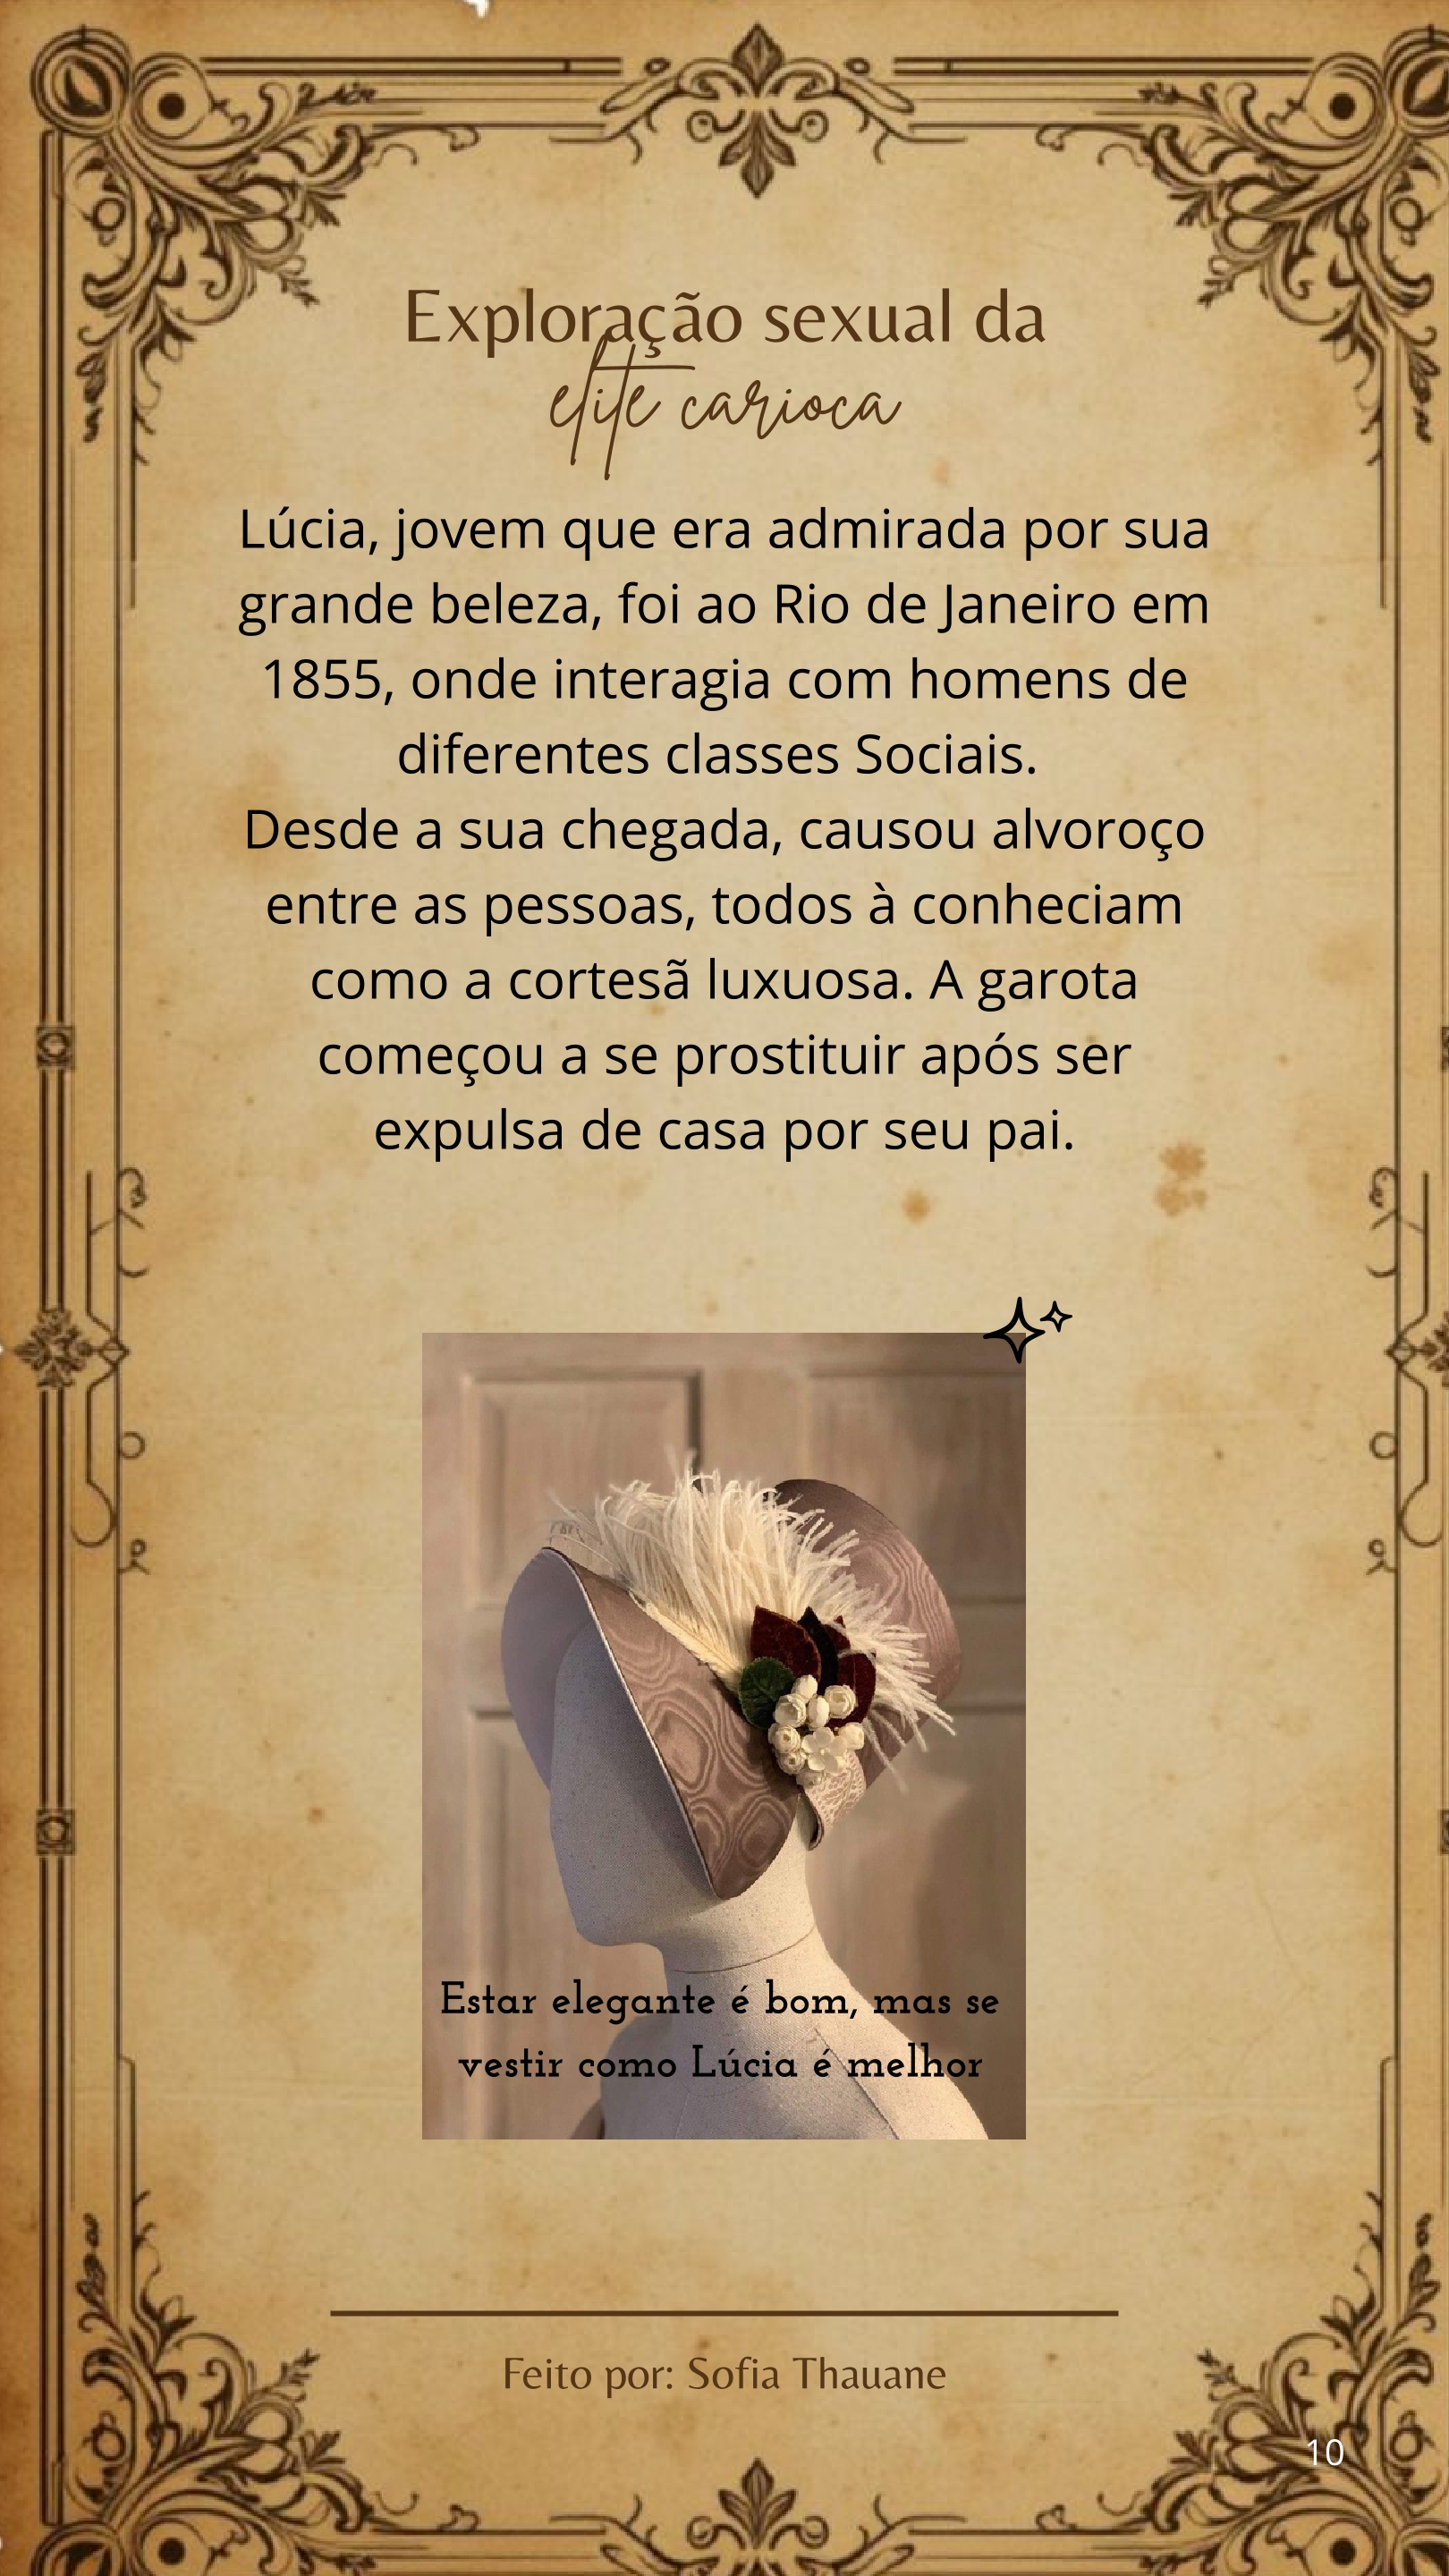 Exploração sexual da
elite carioca
Lúcia, jovem que era admirada por sua
grande beleza, foi ao Rio de Janeiro em
1855, onde interagia com homens de
diferentes classes Sociais.
Desde a sua chegada, causou alvoroço
entre as pessoas, todos à conheciam
como a cortesã luxuosa. A garota
começou a se prostituir após ser
expulsa de casa por seu pai.
Estar elegante é bom, mas se
vestir como Lúcia é melhor
Feito por: Sofia Thauane
10